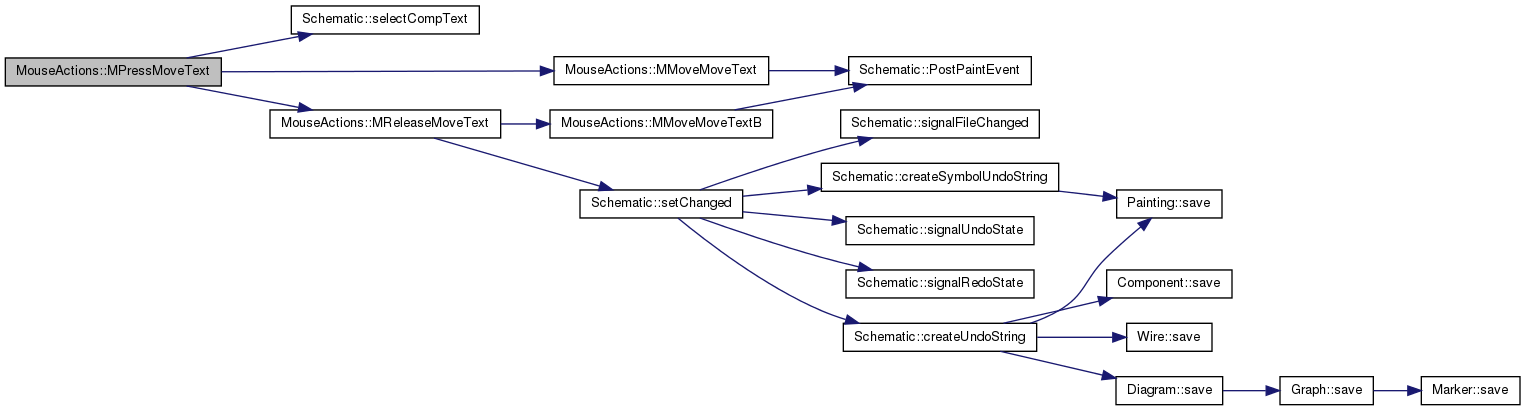 Schematic::selectCompText
MouseActions::MPressMoveText
MouseActions::MMoveMoveText
Schematic::PostPaintEvent
MouseActions::MReleaseMoveText
MouseActions::MMoveMoveTextB
Schematic::signalFileChanged
Schematic::createSymbolUndoString
Schematic::setChanged
Painting::save
Schematic::signalUndoState
Schematic::signalRedoState
Component::save
Schematic::createUndoString
Wire::save
Diagram::save
Graph::save
Marker::save